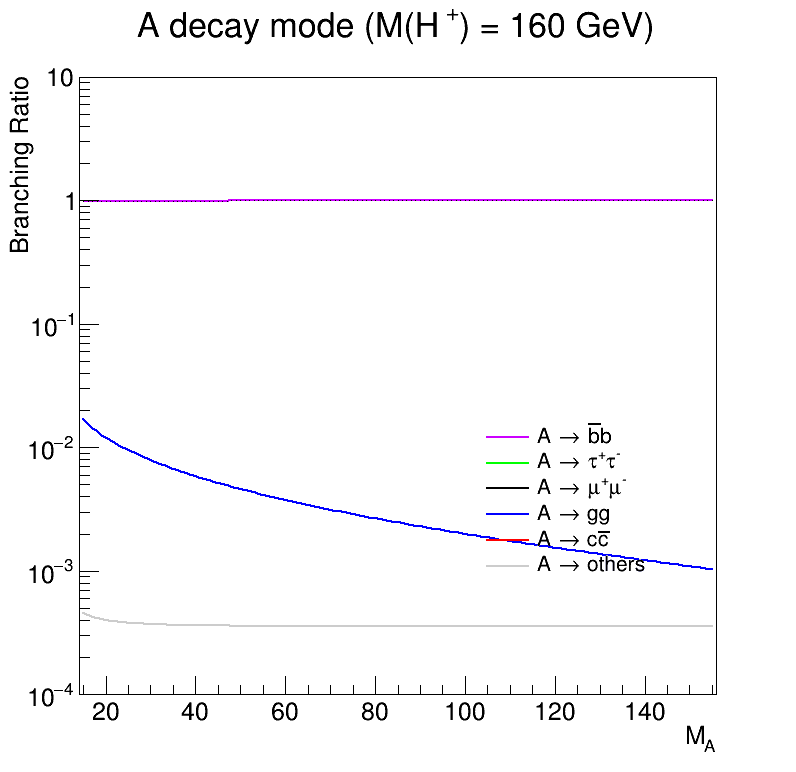 A decay mode (M(H⁺) = 160 GeV)
Branching Ratio
10
1
10⁻¹
10⁻²
10⁻³
10⁻⁴
A → b̅b
A → τ⁺τ⁻
A → μ⁺μ⁻
A → gg
A → cc̅
A → others
20 40 60 80 100 120 140
M_A